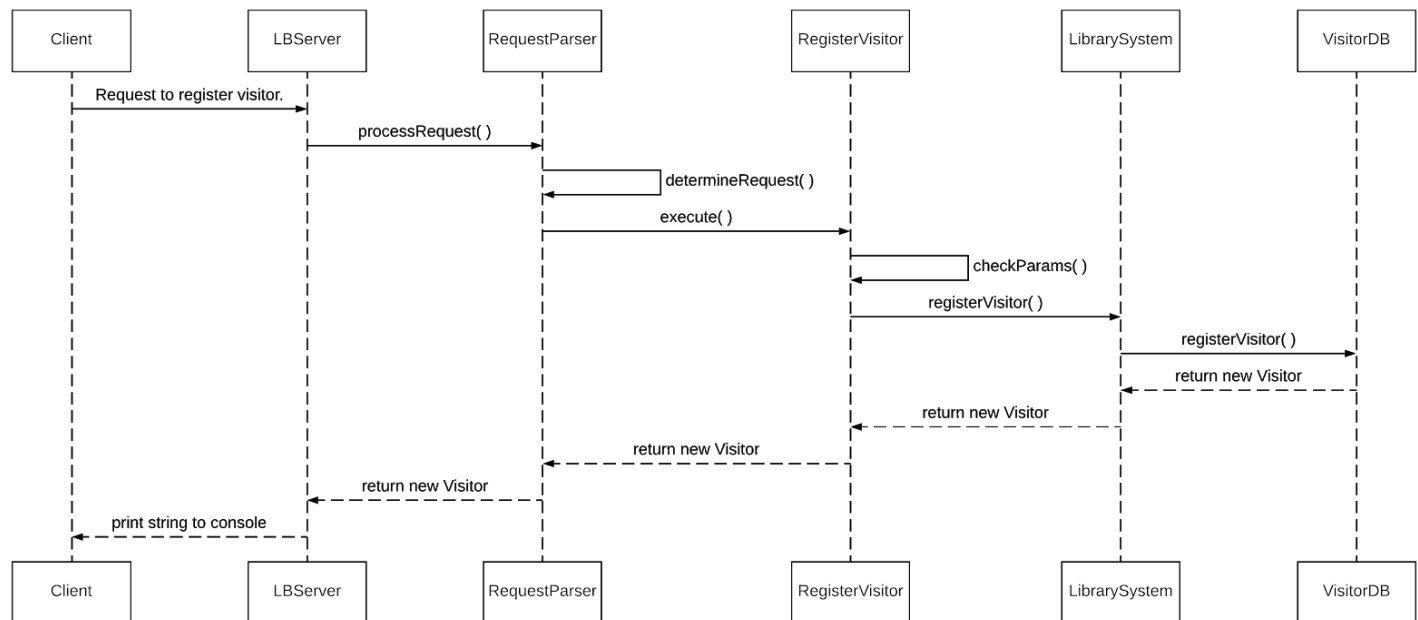 Client
LBServer
RequestParser
RegisterVisitor
LibrarySystem
VisitorDB
Request to register visitor.
processRequest( )
determineRequest( )
execute( )
checkParams( )
registerVisitor( )
registerVisitor( )
return new Visitor
return new Visitor
return new Visitor
return new Visitor
print string to console
Client
LBServer
RequestParser
RegisterVisitor
LibrarySystem
VisitorDB